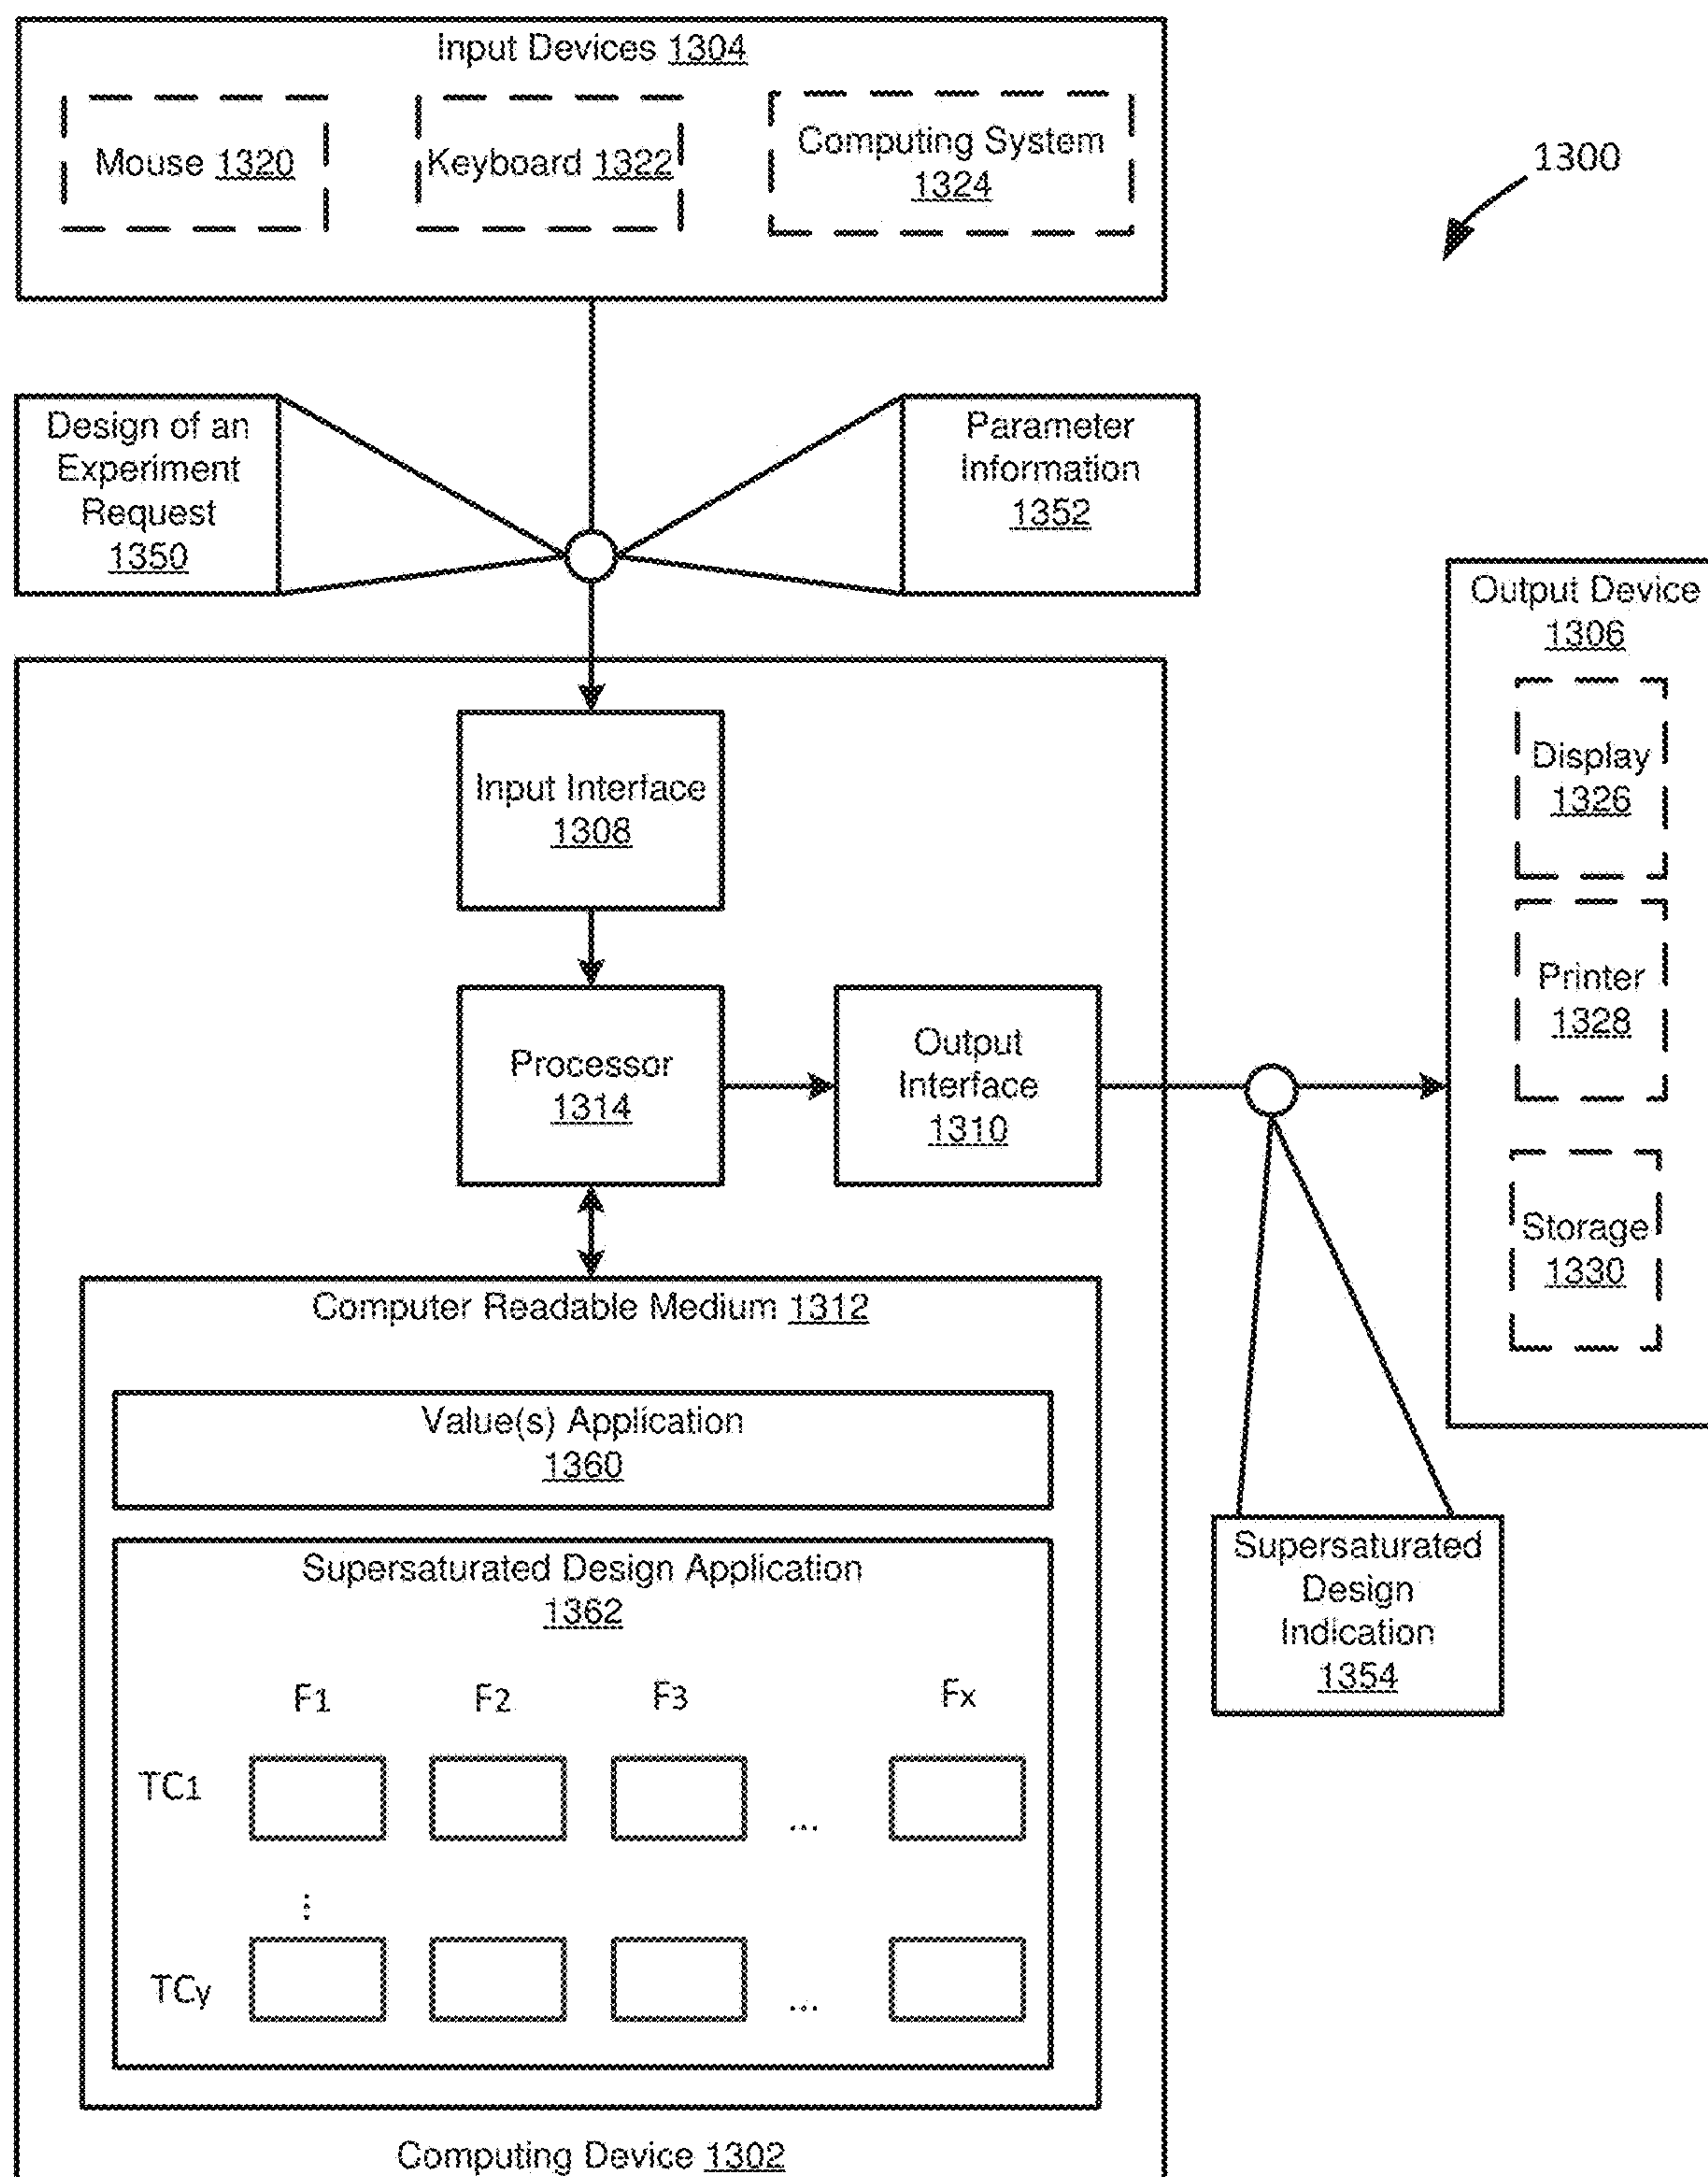 Input Devices 1304
Mouse 1320
Keyboard 1322
Computing System
1324
1300
Design of an
Experiment
Request
1350
Parameter
Information
1352
Output Device
1306
Display
1326
Printer
1328
Storage
1330
Input Interface
1308
Processor
1314
Output
Interface
1310
Computer Readable Medium 1312
Value(s) Application
1360
Supersaturated Design Application
1362
F1 F2 F3 Fx
TC1 ...
⋮
TCy ...
Supersaturated
Design
Indication
1354
Computing Device 1302